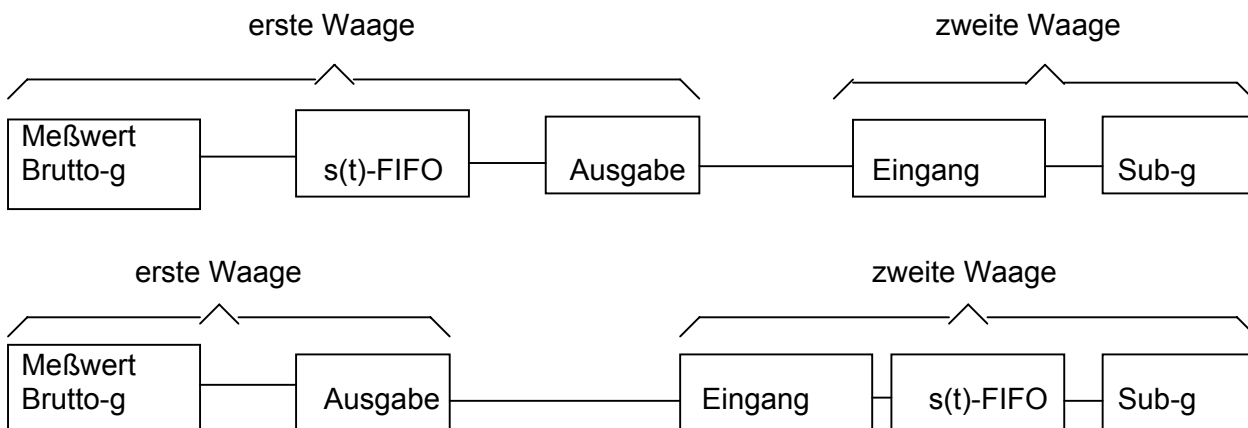 erste Waage
zweite Waage
Meßwert
Brutto-g
s(t)-FIFO
Ausgabe
Eingang
Sub-g
erste Waage
zweite Waage
Meßwert
Brutto-g
Ausgabe
Eingang
s(t)-FIFO
Sub-g